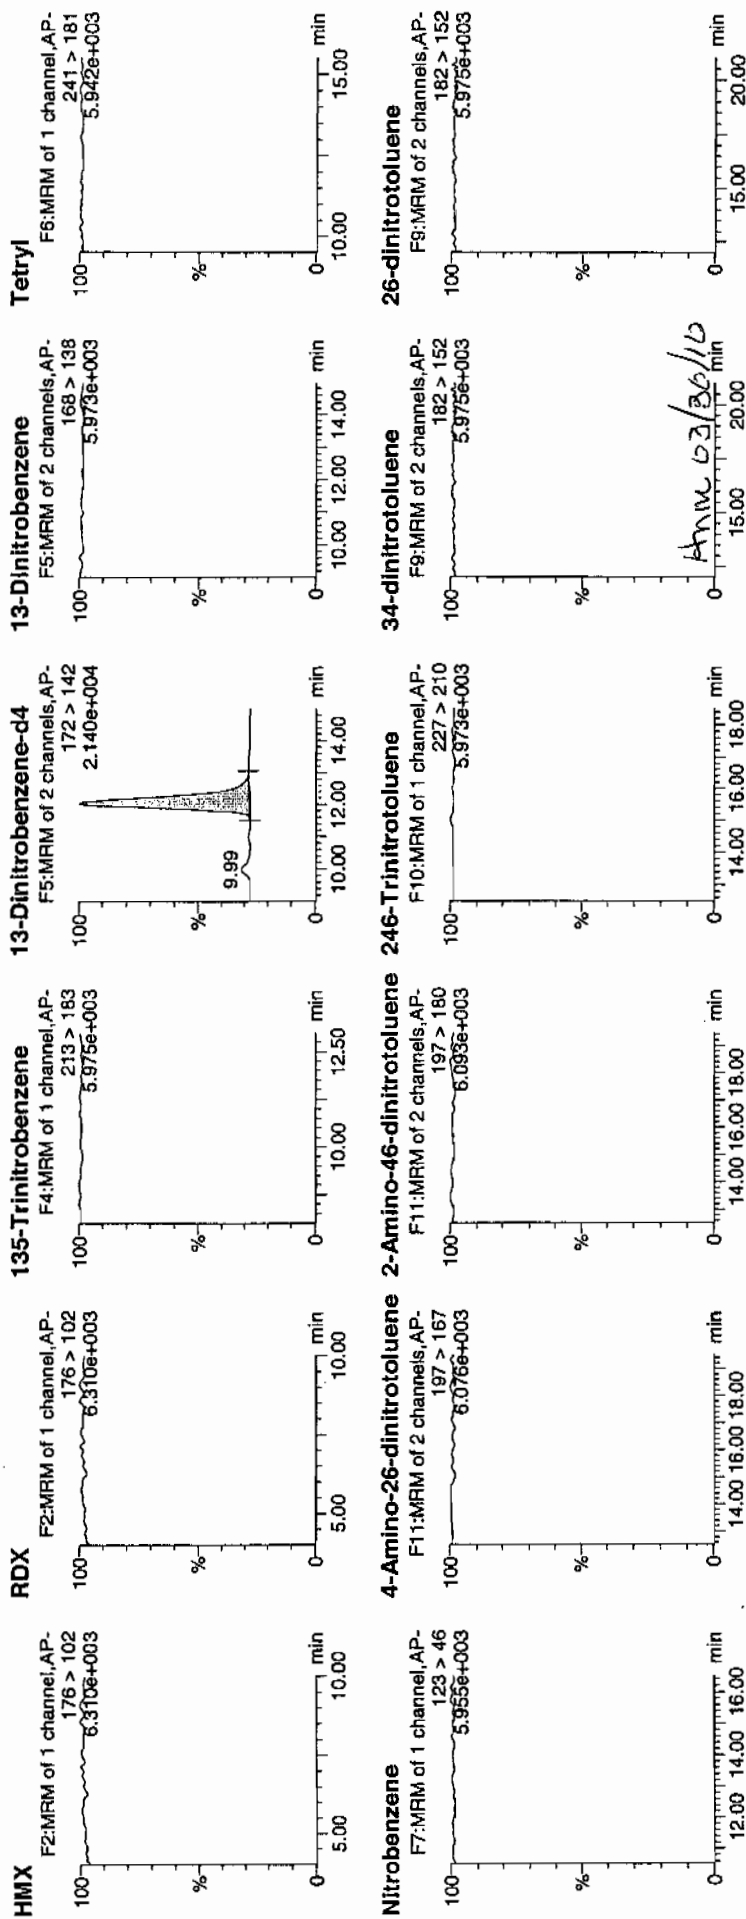 HMX
F2:MRM of 1 channel,AP-
176 > 102
6.310e+003
100
%
0
5.00
10.00
min
RDX
F2:MRM of 1 channel,AP-
176 > 102
6.310e+003
100
%
0
5.00
10.00
min
135-Trinitrobenzene
F4:MRM of 1 channel,AP-
213 > 183
5.975e+003
100
%
0
10.00
12.50
min
13-Dinitrobenzene-d4
F5:MRM of 2 channels,AP-
172 > 142
2.140e+004
100
9.99
%
0
10.00
12.00
14.00
min
13-Dinitrobenzene
F5:MRM of 2 channels,AP-
168 > 138
5.973e+003
100
%
0
10.00
12.00
14.00
min
Tetryl
F6:MRM of 1 channel,AP-
241 > 181
5.942e+003
100
%
0
10.00
15.00
min
Nitrobenzene
F7:MRM of 1 channel,AP-
123 > 46
5.955e+003
100
%
0
12.00
14.00
16.00
min
4-Amino-26-dinitrotoluene
F11:MRM of 2 channels,AP-
197 > 167
6.076e+003
100
%
0
14.00
16.00
18.00
min
2-Amino-46-dinitrotoluene
F11:MRM of 2 channels,AP-
197 > 180
6.093e+003
100
%
0
14.00
16.00
18.00
min
246-Trinitrotoluene
F10:MRM of 1 channel,AP-
227 > 210
5.973e+003
100
%
0
14.00
16.00
18.00
min
34-dinitrotoluene
F9:MRM of 2 channels,AP-
182 > 152
5.975e+003
100
%
0
15.00
20.00
min
03/30/10
26-dinitrotoluene
F9:MRM of 2 channels,AP-
182 > 152
5.975e+003
100
%
0
15.00
20.00
min